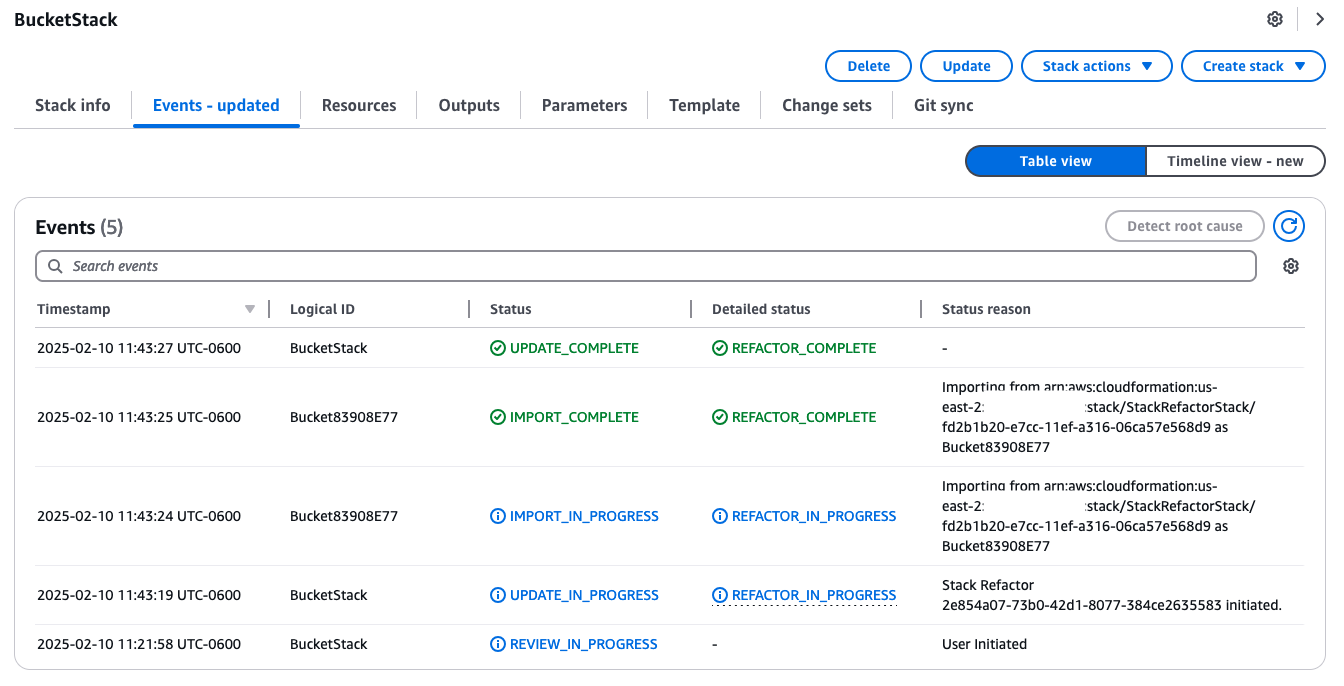 BucketStack
Delete
Update
Stack actions
Create stack
Stack info
Events - updated
Resources
Outputs
Parameters
Template
Change sets
Git sync
Table view
Timeline view - new
Events (5)
Detect root cause
Search events
Timestamp
Logical ID
Status
Detailed status
Status reason
2025-02-10 11:43:27 UTC-0600
BucketStack
UPDATE_COMPLETE
REFACTOR_COMPLETE
-
2025-02-10 11:43:25 UTC-0600
Bucket83908E77
IMPORT_COMPLETE
REFACTOR_COMPLETE
Importing from arn:aws:cloudformation:us-
east-2: :stack/StackRefactorStack/
fd2b1b20-e7cc-11ef-a316-06ca57e568d9 as
Bucket83908E77
2025-02-10 11:43:24 UTC-0600
Bucket83908E77
IMPORT_IN_PROGRESS
REFACTOR_IN_PROGRESS
Importing from arn:aws:cloudformation:us-
east-2: :stack/StackRefactorStack/
fd2b1b20-e7cc-11ef-a316-06ca57e568d9 as
Bucket83908E77
2025-02-10 11:43:19 UTC-0600
BucketStack
UPDATE_IN_PROGRESS
REFACTOR_IN_PROGRESS
Stack Refactor
2e854a07-73b0-42d1-8077-384ce2635583 initiated.
2025-02-10 11:21:58 UTC-0600
BucketStack
REVIEW_IN_PROGRESS
-
User Initiated